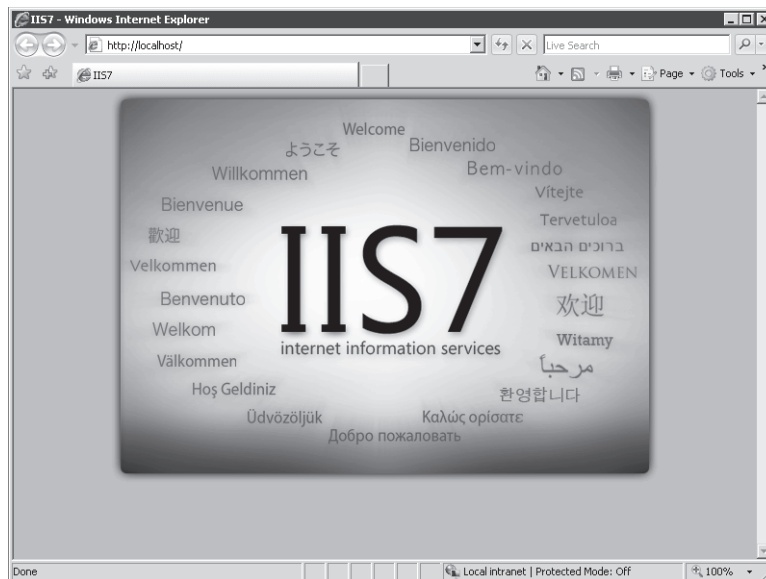 IIS7 - Windows Internet Explorer
http://localhost/
Live Search
IIS7
Page
Tools
Welcome
ようこそ
Bienvenido
Willkommen
Bem-vindo
Bienvenue
Vítejte
歡迎
Tervetuloa
ברוכים הבאים
Velkommen
VELKOMEN
IIS7
Benvenuto
欢迎
Welkom
Witamy
internet information services
Välkommen
مرحباً
Hoş Geldiniz
환영합니다
Üdvözöljük
Καλώς ορίσατε
Добро пожаловать
Done
Local intranet | Protected Mode: Off
100%